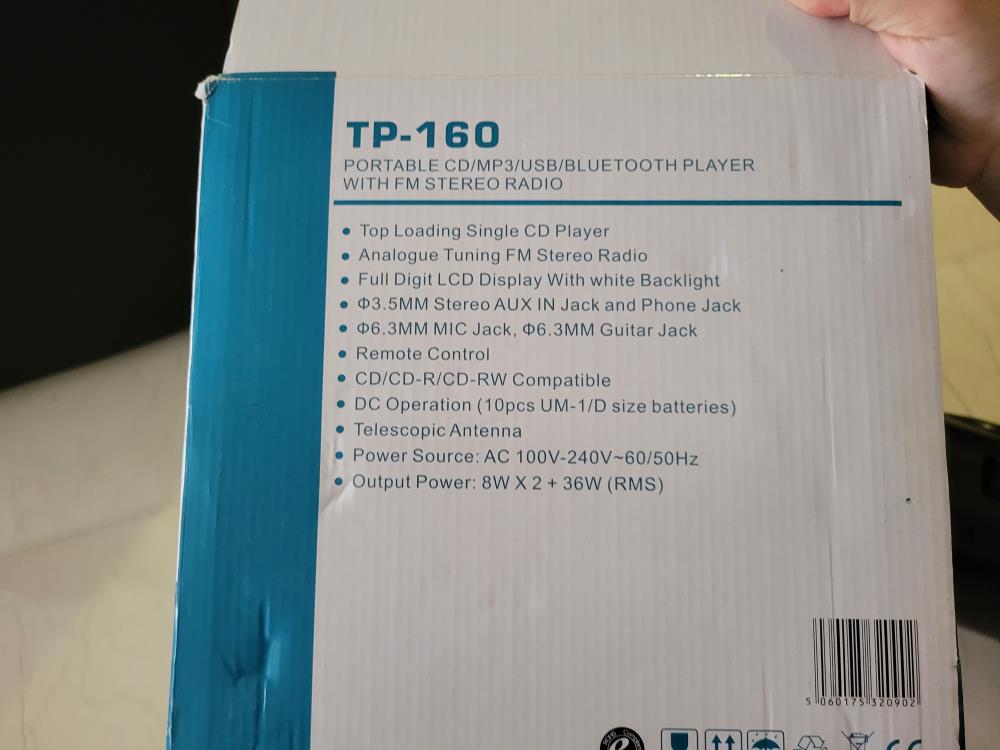 TP-160
PORTABLE CD/MP3/USB/BLUETOOTH PLAYER
WITH FM STEREO RADIO
• Top Loading Single CD Player
• Analogue Tuning FM Stereo Radio
• Full Digit LCD Display With white Backlight
• Φ3.5MM Stereo AUX IN Jack and Phone Jack
• Φ6.3MM MIC Jack, Φ6.3MM Guitar Jack
• Remote Control
• CD/CD-R/CD-RW Compatible
• DC Operation (10pcs UM-1/D size batteries)
• Telescopic Antenna
• Power Source: AC 100V-240V~60/50Hz
• Output Power: 8W X 2 + 36W (RMS)
5 060175 320902